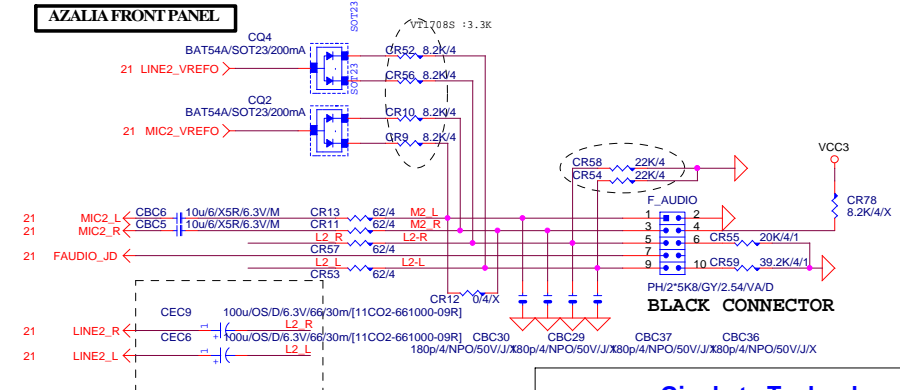 AZALIA FRONT PANEL
SOT23
VT1708S :3.3K
CQ4
BAT54A/SOT23/200mA
CR52 8.2K/4
21 LINE2_VREFO
CR56 8.2K/4
SOT23
CQ2
BAT54A/SOT23/200mA
CR10 8.2K/4
21 MIC2_VREFO
CR9 8.2K/4
VCC3
CR58 22K/4
CR54 22K/4
CR78
8.2K/4/X
F_AUDIO
21 MIC2_L CBC6 10u/6/X5R/6.3V/M CR13 62/4 M2_L 1 2
21 MIC2_R CBC5 10u/6/X5R/6.3V/M CR11 62/4 M2_R 3 4
L2_R L2-R 5 6 CR55 20K/4/1
21 FAUDIO_JD CR57 62/4 7
L2_L L2-L 9 10 CR59 39.2K/4/1
CR53 62/4
PH/2*5K8/GY/2.54/VA/D
BLACK CONNECTOR
CR12 0/4/X
CEC9 100u/OS/D/6.3V/66/30m/[11CO2-661000-09R]
21 LINE2_R 1 + L2_R
CEC6 100u/OS/D/6.3V/66/30m/[11CO2-661000-09R]
21 LINE2_L 1 + L2_L
CBC30 CBC29 CBC37 CBC36
180p/4/NPO/50V/J/X 180p/4/NPO/50V/J/X 180p/4/NPO/50V/J/X 180p/4/NPO/50V/J/X